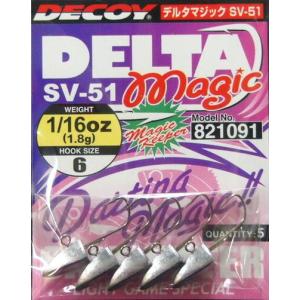 DECOY
デルタマジック SV-51
DELTA
SV-51 Magic
WEIGHT
1/16oz
(1.8g)
HOOK SIZE
6
Magic Keeper
Model No.
821091
Darting
Magic!!
QUANTITY:5
LIGHT GAME SPECIAL